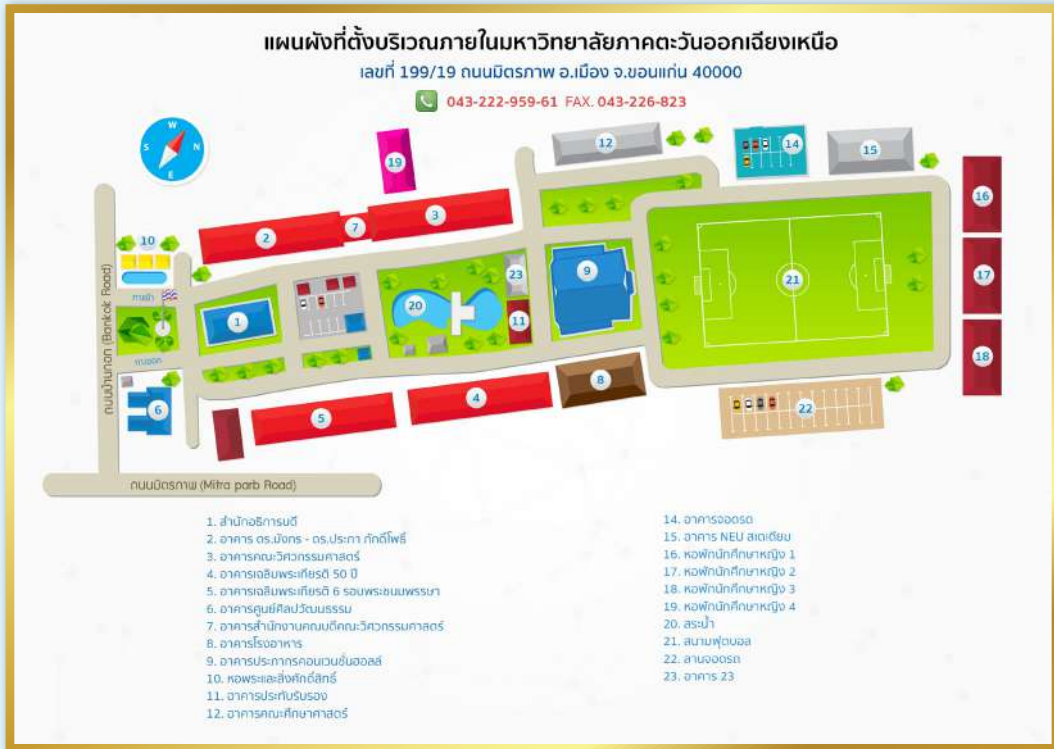 แผนผังที่ตั้งบริเวณภายในมหาวิทยาลัยภาคตะวันออกเฉียงเหนือ
เลขที่ 199/19 ถนนมิตรภาพ อ.เมือง จ.ขอนแก่น 40000
043-222-959-61 FAX. 043-226-823
W
S
N
E
12
14
15
19
16
3
7
2
10
23
9
17
21
20
11
1
ทางเข้า
ถนนบ้านกอก (Bankok Road)
ทางออก
18
8
4
22
5
6
ถนนมิตรภาพ (Mitra parb Road)
1. สำนักอธิการบดี
2. อาคาร ดร.มังกร - ดร.ประภา ภักดีโพธิ์
3. อาคารคณะวิศวกรรมศาสตร์
4. อาคารเฉลิมพระเกียรติ 50 ปี
5. อาคารเฉลิมพระเกียรติ 6 รอบพระชนมพรรษา
6. อาคารศูนย์ศิลปวัฒนธรรม
7. อาคารสำนักงานคณบดีคณะวิศวกรรมศาสตร์
8. อาคารโรงอาหาร
9. อาคารประภากรคอนเวนชั่นฮอลล์
10. หอพระและสิ่งศักดิ์สิทธิ์
11. อาคารประทับรับรอง
12. อาคารคณะศึกษาศาสตร์
14. อาคารจอดรถ
15. อาคาร NEU สเตเดียม
16. หอพักนักศึกษาหญิง 1
17. หอพักนักศึกษาหญิง 2
18. หอพักนักศึกษาหญิง 3
19. หอพักนักศึกษาหญิง 4
20. สระน้ำ
21. สนามฟุตบอล
22. ลานจอดรถ
23. อาคาร 23